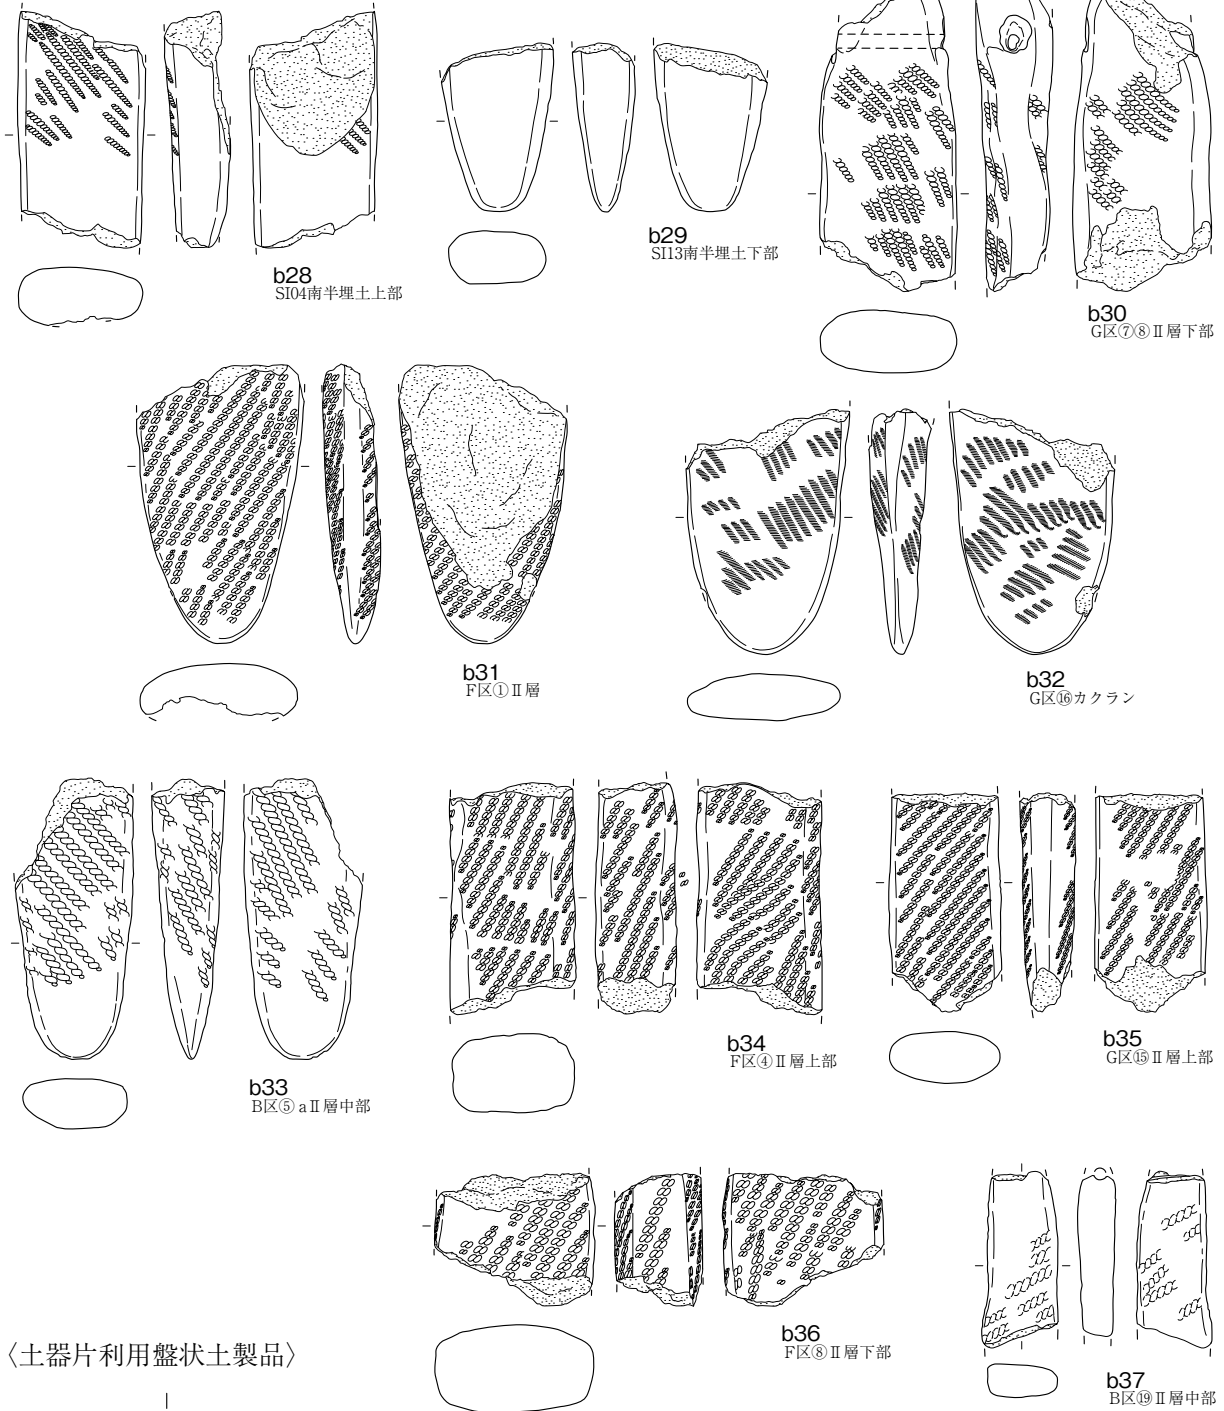 b28
SI04南半埋土上部
b29
SI13南半埋土下部
b30
G区⑦⑧Ⅱ層下部
b31
F区①Ⅱ層
b32
G区⑯カクラン
b33
B区⑤aⅡ層中部
b34
F区④Ⅱ層上部
b35
G区⑮Ⅱ層上部
b36
F区⑧Ⅱ層下部
b37
B区⑲Ⅱ層中部
〈土器片利用盤状土製品〉